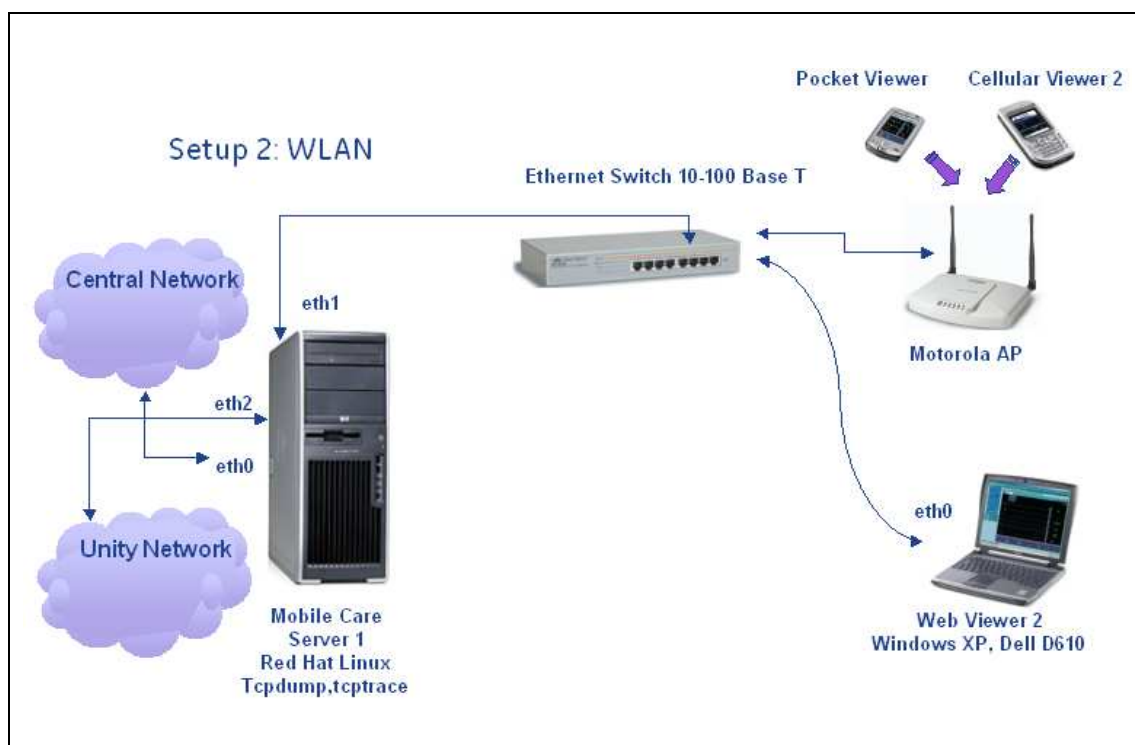 Pocket Viewer
Cellular Viewer 2
Setup 2: WLAN
Ethernet Switch 10-100 Base T
Central Network
eth1
Motorola AP
eth2
eth0
eth0
Unity Network
Mobile Care
Server 1
Red Hat Linux
Tcpdump,tcptrace
Web Viewer 2
Windows XP, Dell D610